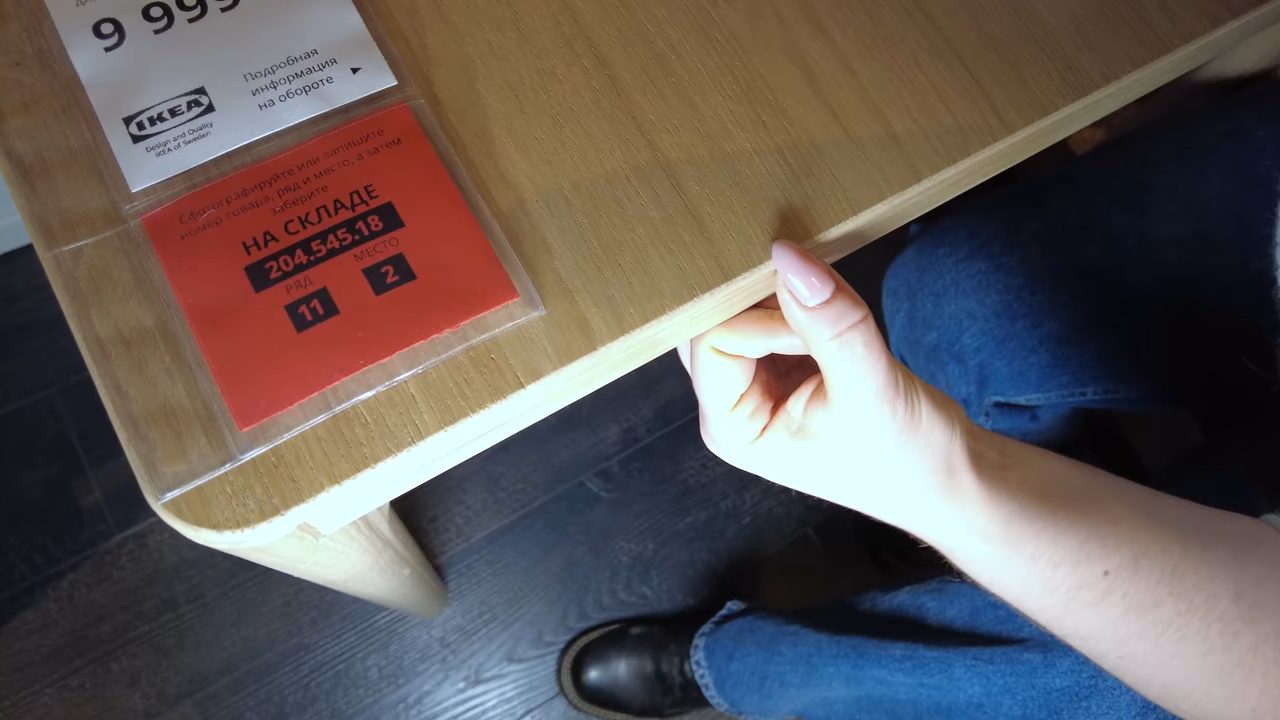 9 999
Подробная
информация
на обороте
IKEA
Design and Quality
IKEA of Sweden
Сфотографируйте или запишите
номер товара, ряд и место, а затем
заберите
НА СКЛАДЕ
204.545.18
РЯД
МЕСТО
11
2